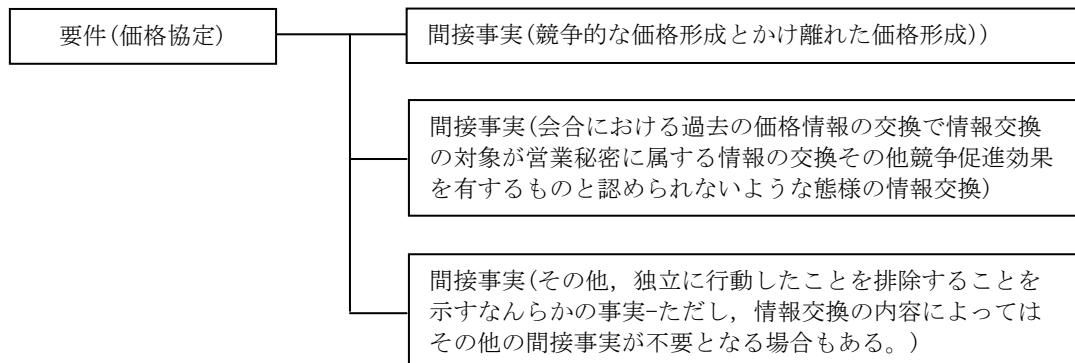 要件(価格協定)
間接事実(競争的な価格形成とかけ離れた価格形成))
間接事実(会合における過去の価格情報の交換で情報交換
の対象が営業秘密に属する情報の交換その他競争促進効果
を有するものと認められないような態様の情報交換)
間接事実(その他，独立に行動したことを排除することを
示すなんらかの事実−ただし，情報交換の内容によっては
その他の間接事実が不要となる場合もある。)